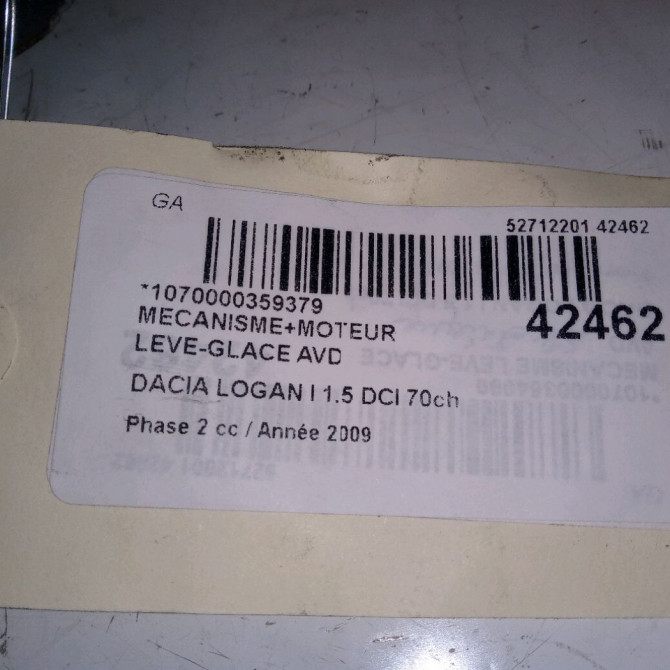 GA
52712201 42462
*1070000359379
42462
MECANISME+MOTEUR
LEVE-GLACE AVD
DACIA LOGAN I 1.5 DCI 70ch
Phase 2 cc / Année 2009